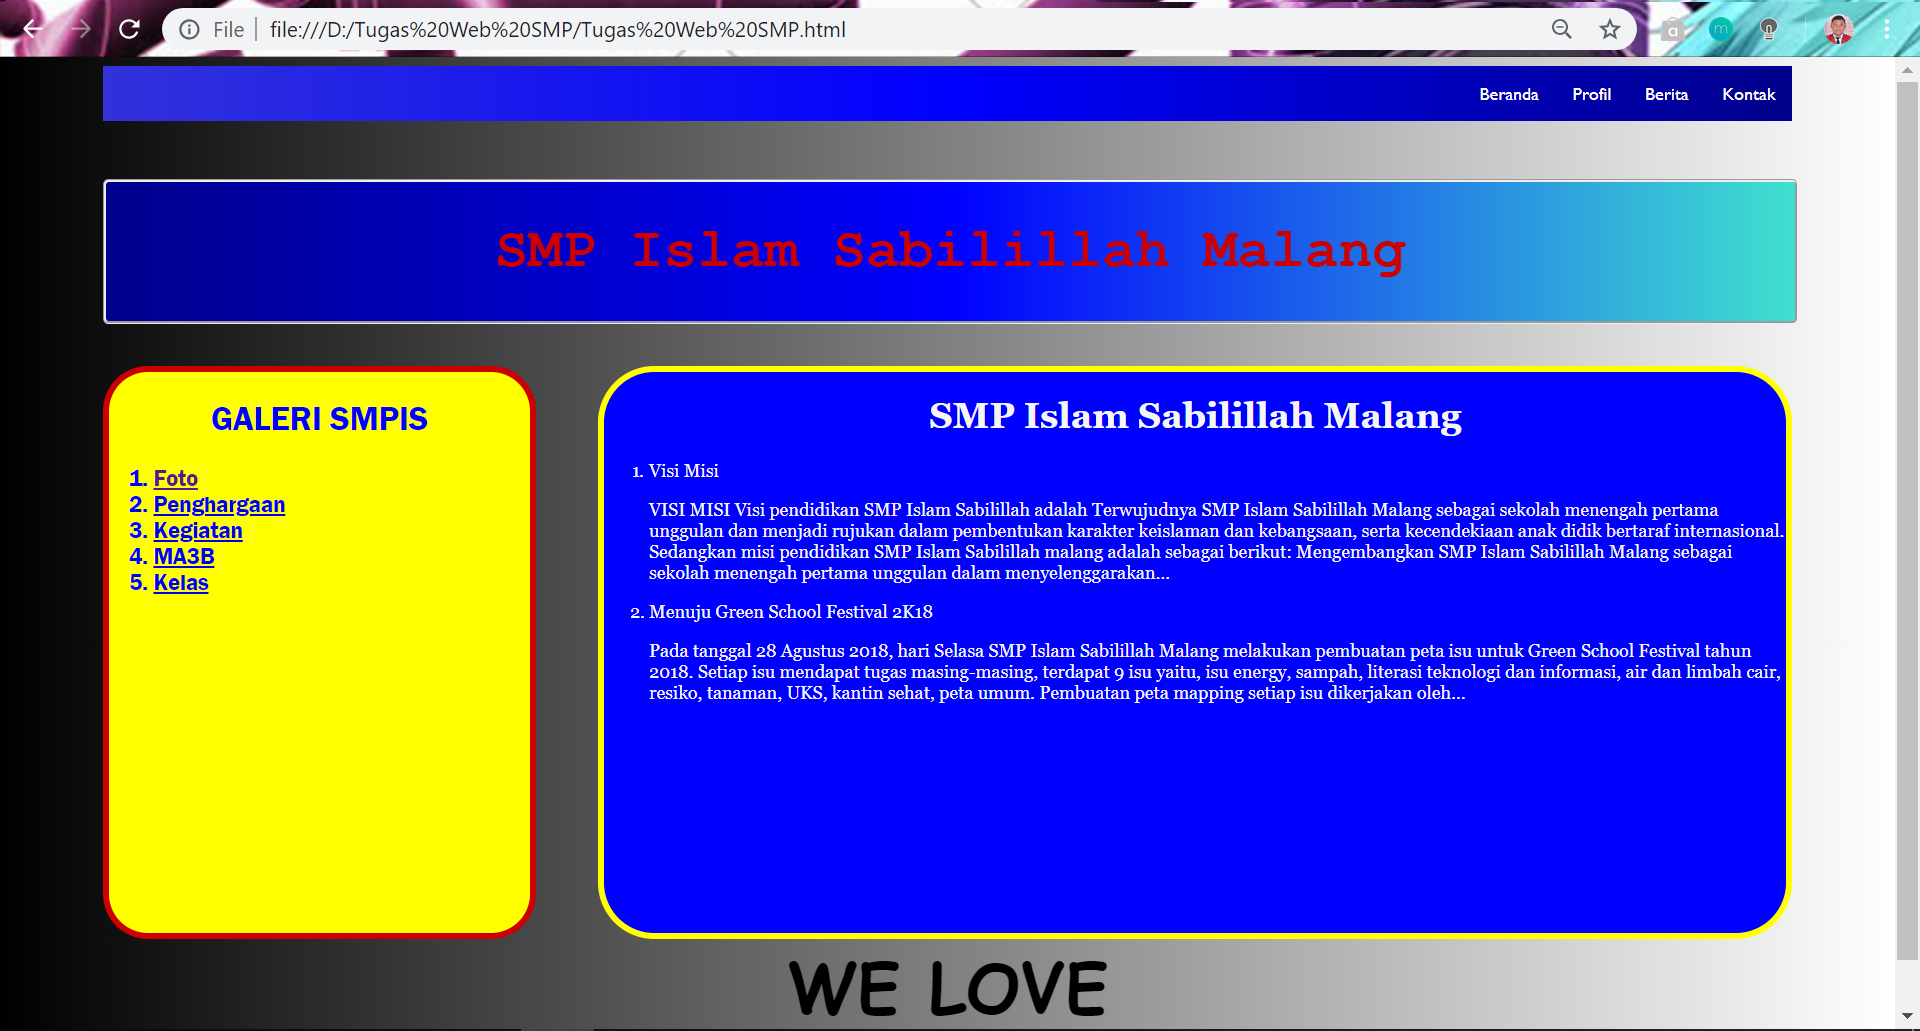 File
file:///D:/Tugas%20Web%20SMP/Tugas%20Web%20SMP.html
Beranda Profil Berita Kontak
SMP Islam Sabilillah Malang
GALERI SMPIS
1. Foto
2. Penghargaan
3. Kegiatan
4. MA3B
5. Kelas
SMP Islam Sabilillah Malang
1. Visi Misi
VISI MISI Visi pendidikan SMP Islam Sabilillah adalah Terwujudnya SMP Islam Sabilillah Malang sebagai sekolah menengah pertama
unggulan dan menjadi rujukan dalam pembentukan karakter keislaman dan kebangsaan, serta kecendekiaan anak didik bertaraf internasional.
Sedangkan misi pendidikan SMP Islam Sabilillah malang adalah sebagai berikut: Mengembangkan SMP Islam Sabilillah Malang sebagai
sekolah menengah pertama unggulan dalam menyelenggarakan...
2. Menuju Green School Festival 2K18
Pada tanggal 28 Agustus 2018, hari Selasa SMP Islam Sabilillah Malang melakukan pembuatan peta isu untuk Green School Festival tahun
2018. Setiap isu mendapat tugas masing-masing, terdapat 9 isu yaitu, isu energy, sampah, literasi teknologi dan informasi, air dan limbah cair,
resiko, tanaman, UKS, kantin sehat, peta umum. Pembuatan peta mapping setiap isu dikerjakan oleh...
WE LOVE